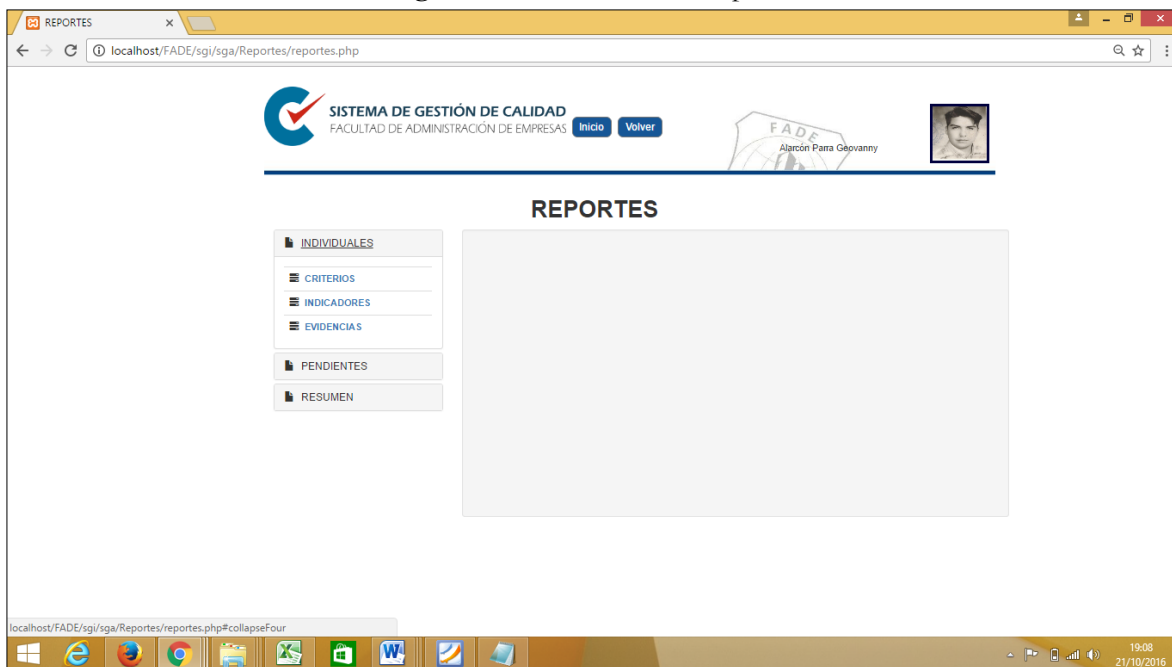 REPORTES
localhost/FADE/sgi/sga/Reportes/reportes.php
SISTEMA DE GESTIÓN DE CALIDAD
FACULTAD DE ADMINISTRACIÓN DE EMPRESAS
Inicio Volver
FADE
Alarcón Parra Geovanny
REPORTES
INDIVIDUALES
CRITERIOS
INDICADORES
EVIDENCIAS
PENDIENTES
RESUMEN
localhost/FADE/sgi/sga/Reportes/reportes.php#collapseFour
19:08
21/10/2016